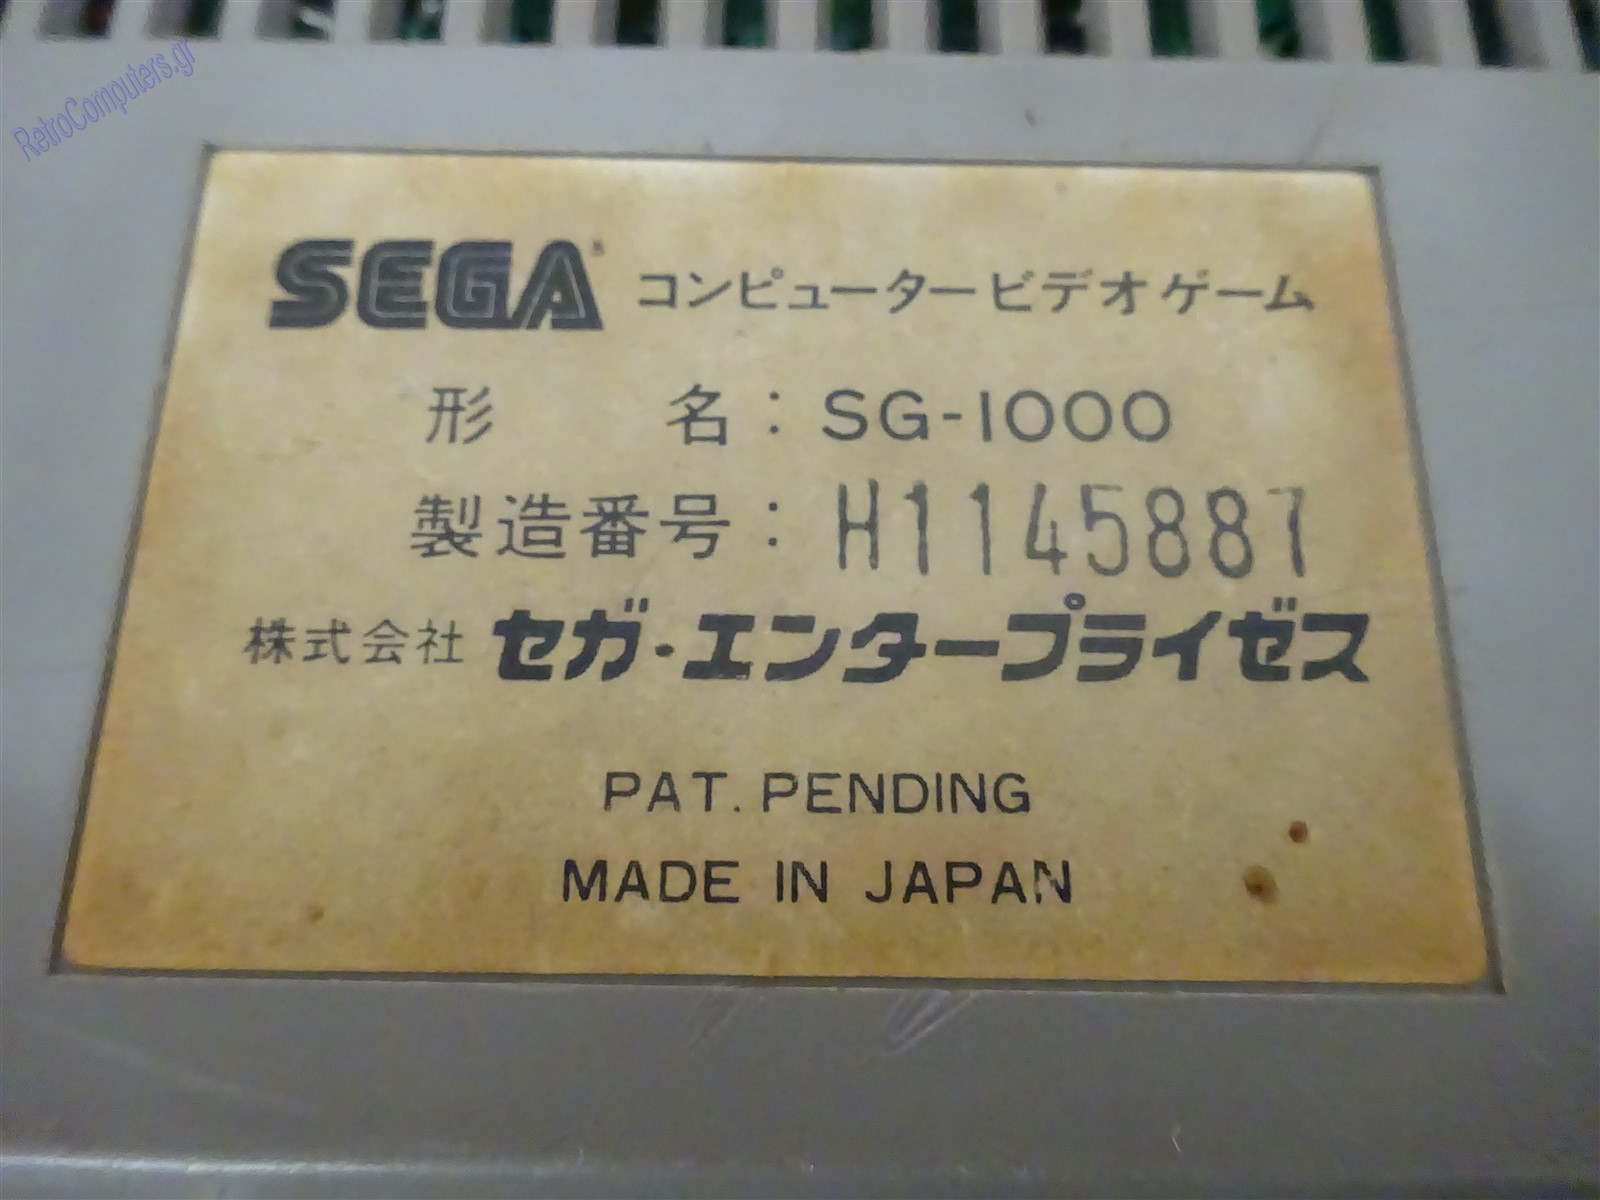 RetroComputers.gr
SEGA コンピュータービデオゲーム
形 名 : SG-1000
製造番号 : H1145887
株式会社 セガ・エンタープライゼス
PAT. PENDING
MADE IN JAPAN